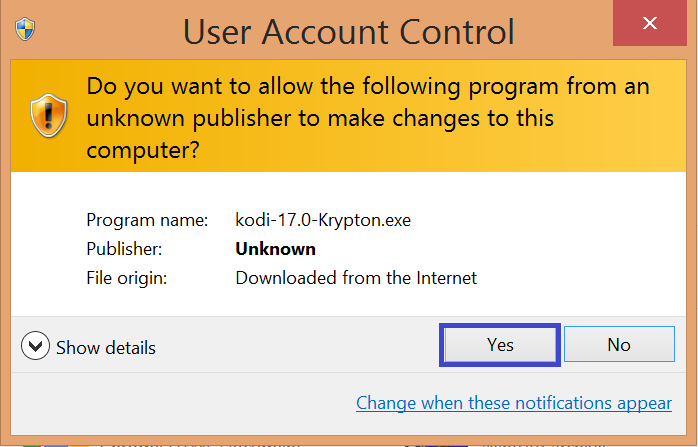 User Account Control
Do you want to allow the following program from an
unknown publisher to make changes to this
computer?
Program name: kodi-17.0-Krypton.exe
Publisher: Unknown
File origin: Downloaded from the Internet
Show details
Yes
No
Change when these notifications appear